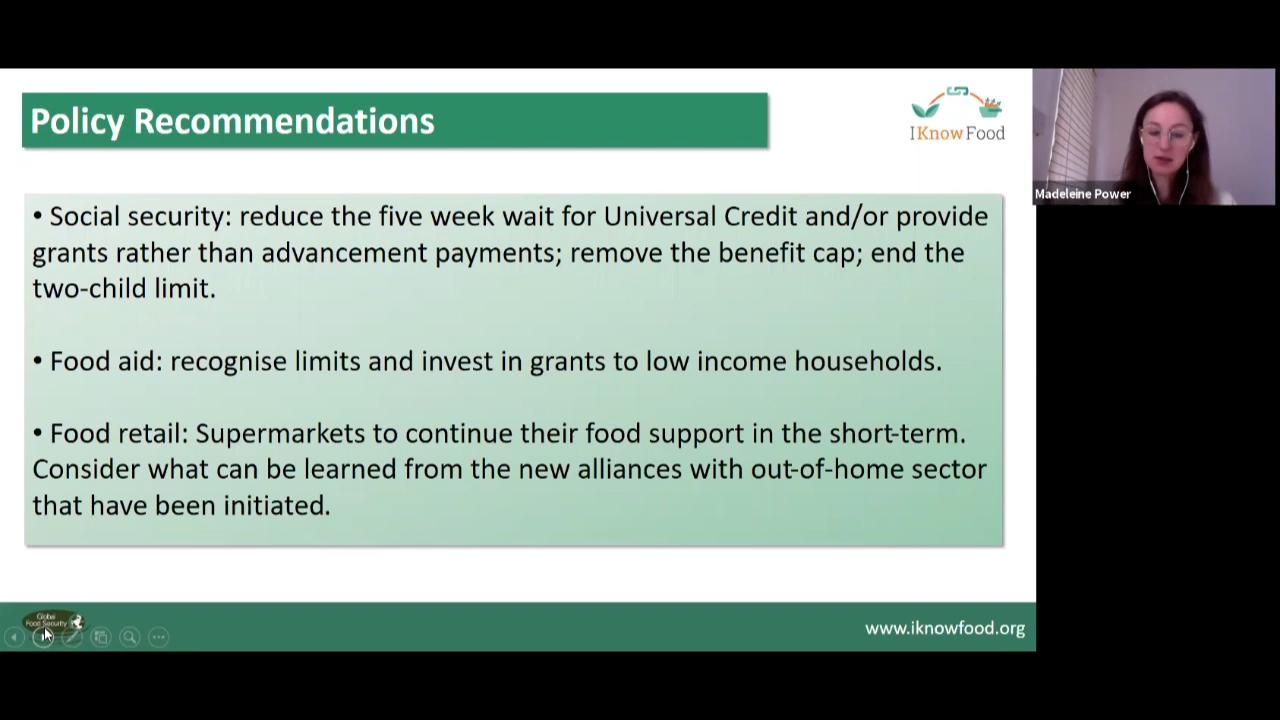 Policy Recommendations
IKnowFood
Madeleine Power
• Social security: reduce the five week wait for Universal Credit and/or provide
grants rather than advancement payments; remove the benefit cap; end the
two-child limit.
• Food aid: recognise limits and invest in grants to low income households.
• Food retail: Supermarkets to continue their food support in the short-term.
Consider what can be learned from the new alliances with out-of-home sector
that have been initiated.
Global
Food Security
www.iknowfood.org